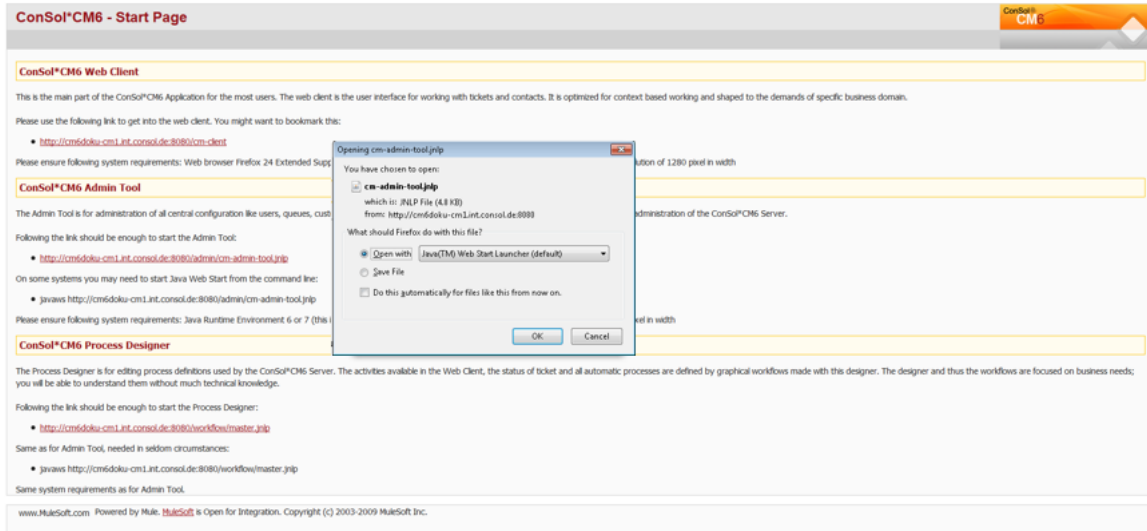 ConSol*CM6 - Start Page
ConSol®
CM6
ConSol*CM6 Web Client
This is the main part of the ConSol*CM6 Application for the most users. The web client is the user interface for working with tickets and contacts. It is optimized for context based working and shaped to the demands of specific business domain.
Please use the following link to get into the web client. You might want to bookmark this:
• http://cm6doku-cm1.int.consol.de:8080/cm-client
Please ensure following system requirements: Web browser Firefox 24 Extended Supp
ution of 1280 pixel in width
ConSol*CM6 Admin Tool
The Admin Tool is for administration of all central configuration like users, queues, cust
administration of the ConSol*CM6 Server.
Following the link should be enough to start the Admin Tool:
• http://cm6doku-cm1.int.consol.de:8080/admin/cm-admin-tool.jnlp
On some systems you may need to start Java Web Start from the command line:
• javaws http://cm6doku-cm1.int.consol.de:8080/admin/cm-admin-tool.jnlp
Please ensure following system requirements: Java Runtime Environment 6 or 7 (this i
xel in width
Opening cm-admin-tool.jnlp
You have chosen to open:
cm-admin-tool.jnlp
which is: JNLP File (4.8 KB)
from: http://cm6doku-cm1.int.consol.de:8080
What should Firefox do with this file?
Open with Java(TM) Web Start Launcher (default)
Save File
Do this automatically for files like this from now on.
OK Cancel
ConSol*CM6 Process Designer
The Process Designer is for editing process definitions used by the ConSol*CM6 Server. The activities available in the Web Client, the status of ticket and all automatic processes are defined by graphical workflows made with this designer. The designer and thus the workflows are focused on business needs;
you will be able to understand them without much technical knowledge.
Following the link should be enough to start the Process Designer:
• http://cm6doku-cm1.int.consol.de:8080/workflow/master.jnlp
Same as for Admin Tool, needed in seldom circumstances:
• javaws http://cm6doku-cm1.int.consol.de:8080/workflow/master.jnlp
Same system requirements as for Admin Tool.
www.MuleSoft.com Powered by Mule. MuleSoft is Open for Integration. Copyright (c) 2003-2009 MuleSoft Inc.